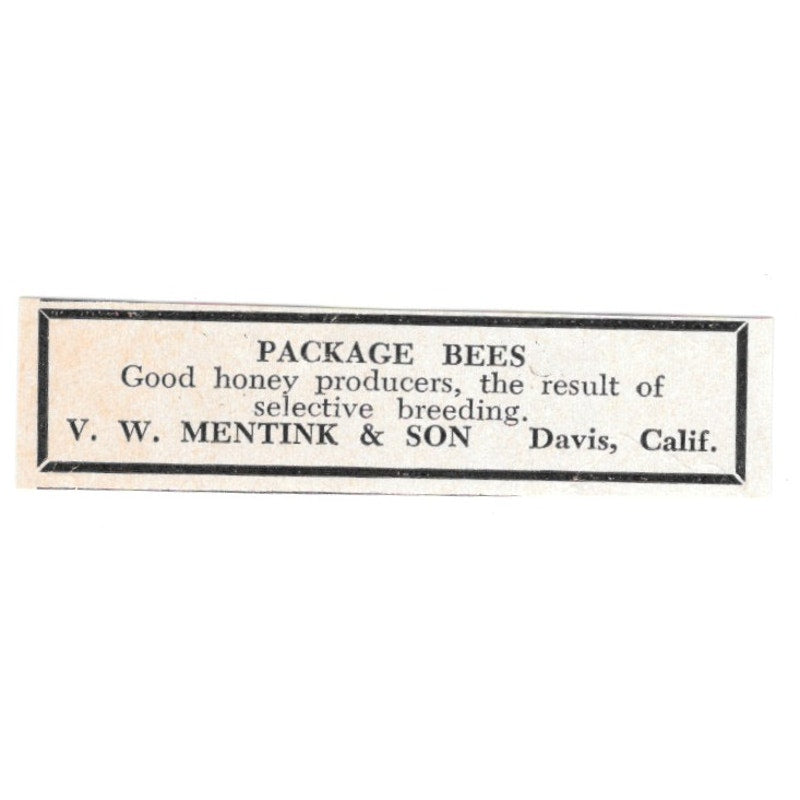 PACKAGE BEES
Good honey producers, the result of
selective breeding.
V. W. MENTINK & SON Davis, Calif.